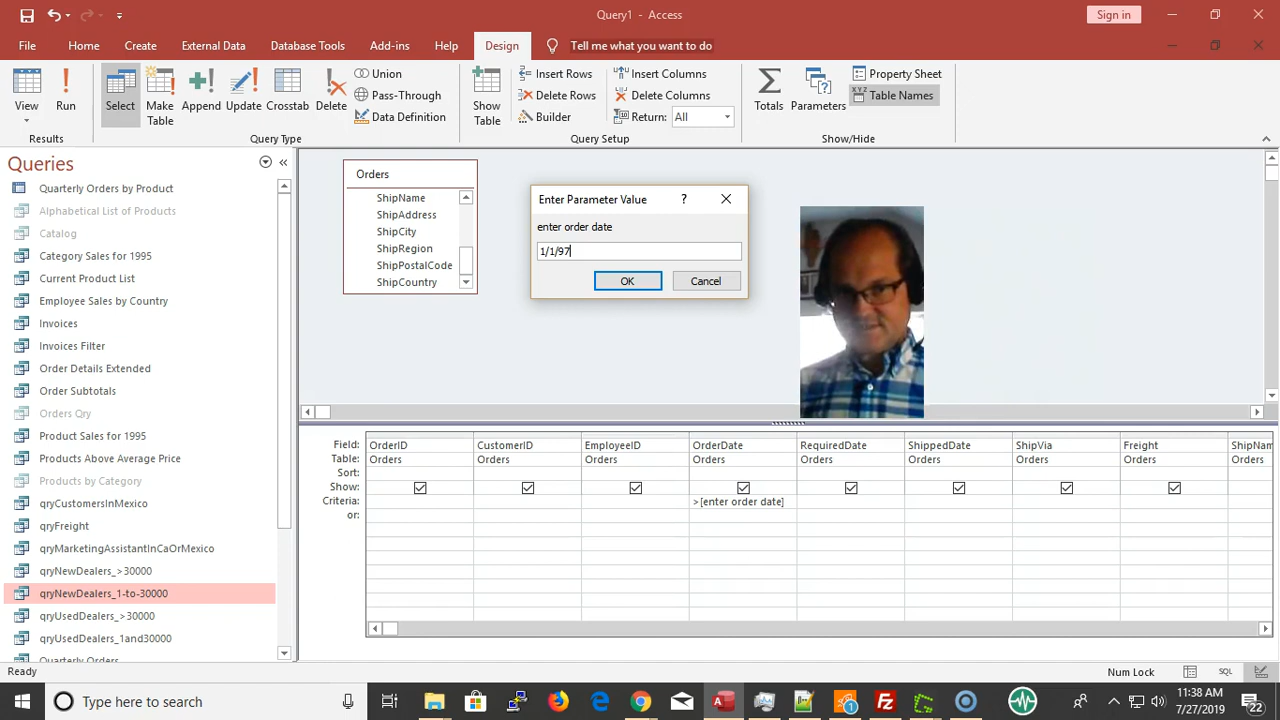 Query1 - Access
Sign in
File Home Create External Data Database Tools Add-ins Help Design Tell me what you want to do
View
Run
Select
Make Table
Append
Update
Crosstab
Delete
Union
Pass-Through
Data Definition
Show Table
Insert Rows
Delete Rows
Builder
Insert Columns
Delete Columns
Return: All
Totals
Parameters
Property Sheet
Table Names
Results
Query Type
Query Setup
Show/Hide
Queries
Quarterly Orders by Product
Alphabetical List of Products
Catalog
Category Sales for 1995
Current Product List
Employee Sales by Country
Invoices
Invoices Filter
Order Details Extended
Order Subtotals
Orders Qry
Product Sales for 1995
Products Above Average Price
Products by Category
qryCustomersInMexico
qryFreight
qryMarketingAssistantInCaOrMexico
qryNewDealers_>30000
qryNewDealers_1-to-30000
qryUsedDealers_>30000
qryUsedDealers_1and30000
Quarterly Orders
Orders
ShipName
ShipAddress
ShipCity
ShipRegion
ShipPostalCode
ShipCountry
Enter Parameter Value ?
enter order date
1/1/97
OK Cancel
Field: OrderID CustomerID EmployeeID OrderDate RequiredDate ShippedDate ShipVia Freight ShipNam
Table: Orders Orders Orders Orders Orders Orders Orders Orders Orders
Sort:
Show:
Criteria: >[enter order date]
or:
Ready
Num Lock
SQL
Type here to search
11:38 AM
7/27/2019
22